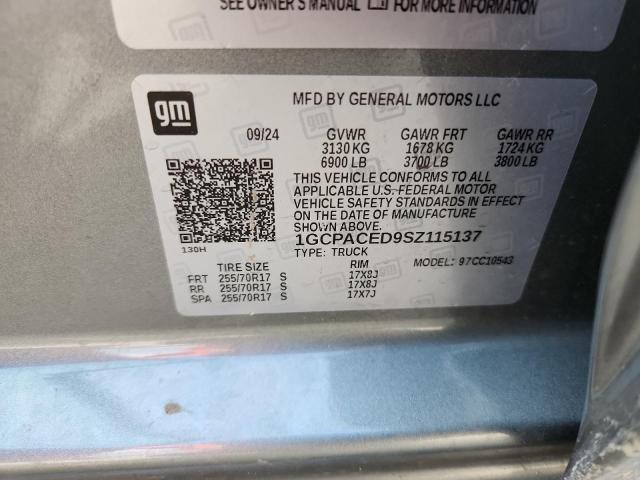 SEE OWNER'S MANUAL FOR MORE INFORMATION
gm
MFD BY GENERAL MOTORS LLC
09/24 GVWR GAWR FRT GAWR RR
3130 KG 1678 KG 1724 KG
6900 LB 3700 LB 3800 LB
THIS VEHICLE CONFORMS TO ALL
APPLICABLE U.S. FEDERAL MOTOR
VEHICLE SAFETY STANDARDS IN
EFFECT ON THE DATE OF MANUFACTURE
SHOWN ABOVE.
1GCPACED9SZ115137
130H
TYPE: TRUCK
MODEL: 97CC10543
TIRE SIZE RIM
FRT 255/70R17 S 17X8J
RR 255/70R17 S 17X8J
SPA 255/70R17 S 17X7J